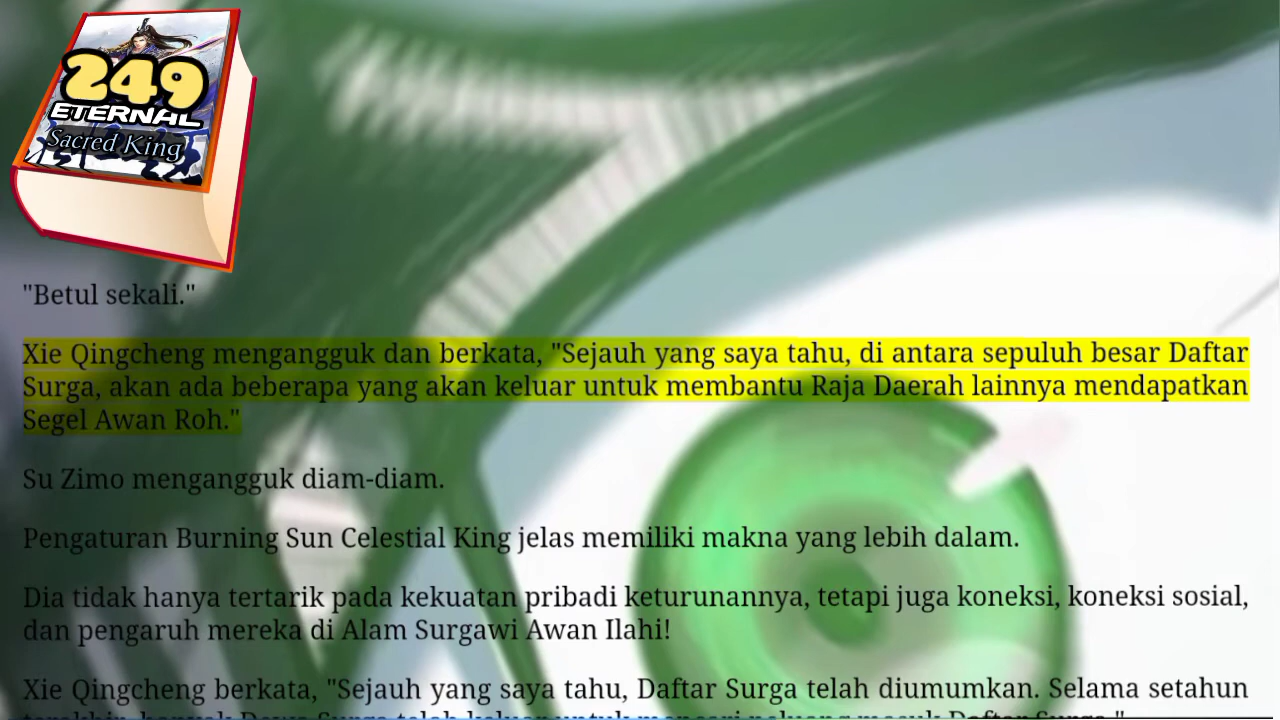 249
ETERNAL
Sacred King
"Betul sekali."
Xie Qingcheng mengangguk dan berkata, "Sejauh yang saya tahu, di antara sepuluh besar Daftar
Surga, akan ada beberapa yang akan keluar untuk membantu Raja Daerah lainnya mendapatkan
Segel Awan Roh."
Su Zimo mengangguk diam-diam.
Pengaturan Burning Sun Celestial King jelas memiliki makna yang lebih dalam.
Dia tidak hanya tertarik pada kekuatan pribadi keturunannya, tetapi juga koneksi, koneksi sosial,
dan pengaruh mereka di Alam Surgawi Awan Ilahi!
Xie Qingcheng berkata, "Sejauh yang saya tahu, Daftar Surga telah diumumkan. Selama setahun